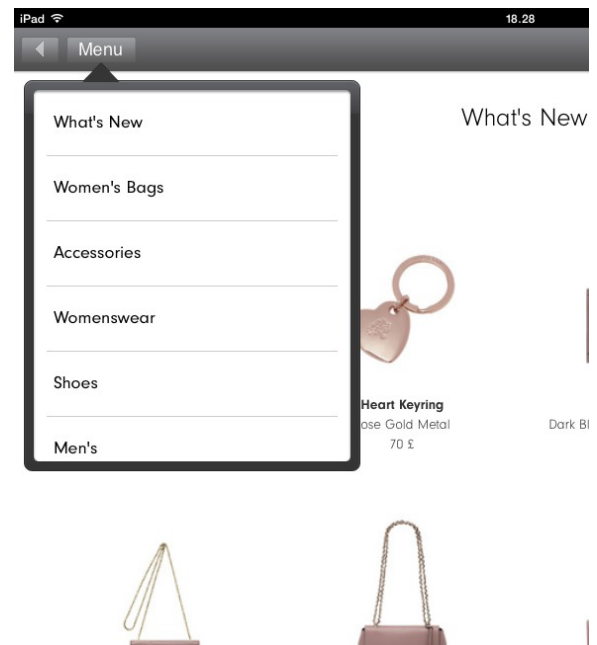 iPad 18.28
Menu
What's New
What's New
Women's Bags
Accessories
Womenswear
Shoes
Men's
Heart Keyring
ose Gold Metal
70 £
Dark Bl